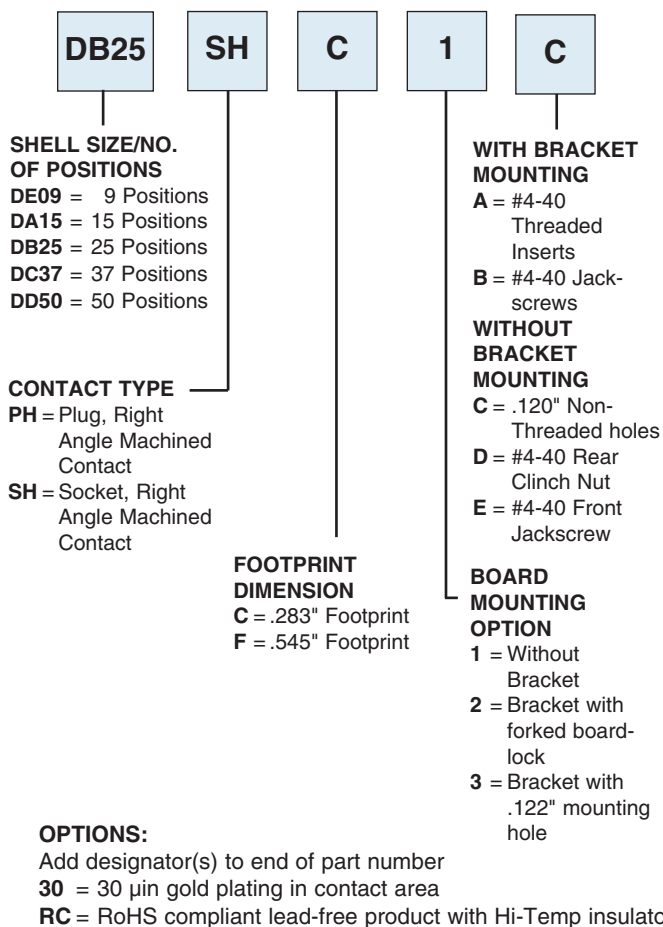 DB25 SH C 1 C
SHELL SIZE/NO.
OF POSITIONS
DE09 = 9 Positions
DA15 = 15 Positions
DB25 = 25 Positions
DC37 = 37 Positions
DD50 = 50 Positions
CONTACT TYPE
PH = Plug, Right
Angle Machined
Contact
SH = Socket, Right
Angle Machined
Contact
FOOTPRINT
DIMENSION
C = .283" Footprint
F = .545" Footprint
WITH BRACKET
MOUNTING
A = #4-40
Threaded
Inserts
B = #4-40 Jack-
screws
WITHOUT
BRACKET
MOUNTING
C = .120" Non-
Threaded holes
D = #4-40 Rear
Clinch Nut
E = #4-40 Front
Jackscrew
BOARD
MOUNTING
OPTION
1 = Without
Bracket
2 = Bracket with
forked board-
lock
3 = Bracket with
.122" mounting
hole
OPTIONS:
Add designator(s) to end of part number
30 = 30 µin gold plating in contact area
RC = RoHS compliant lead-free product with Hi-Temp